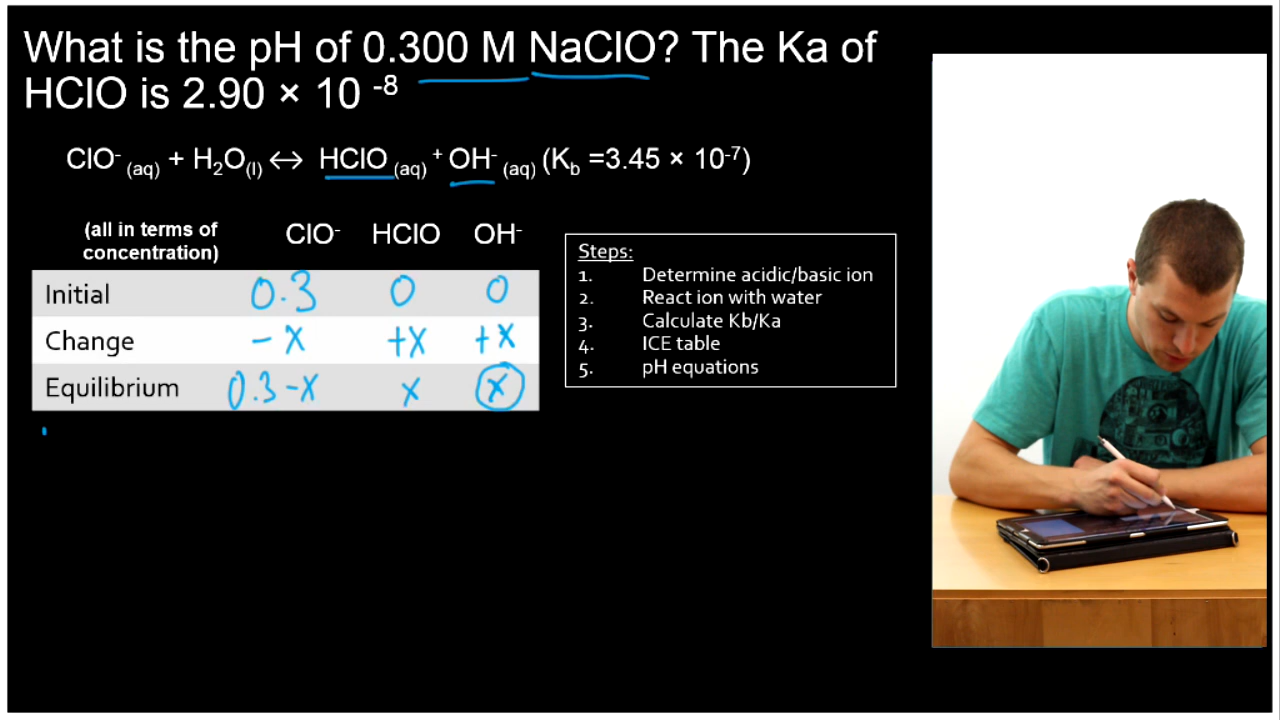 What is the pH of 0.300 M NaClO? The Ka of
HClO is 2.90 × 10 ⁻⁸
ClO⁻ (aq) + H₂O(l) ↔ HClO (aq) + OH⁻ (aq) (K_b =3.45 × 10⁻⁷)
(all in terms of
concentration)
ClO⁻ HClO OH⁻
Initial 0.3 0 0
Change -x +x +x
Equilibrium 0.3-x x x
Steps:
1. Determine acidic/basic ion
2. React ion with water
3. Calculate Kb/Ka
4. ICE table
5. pH equations